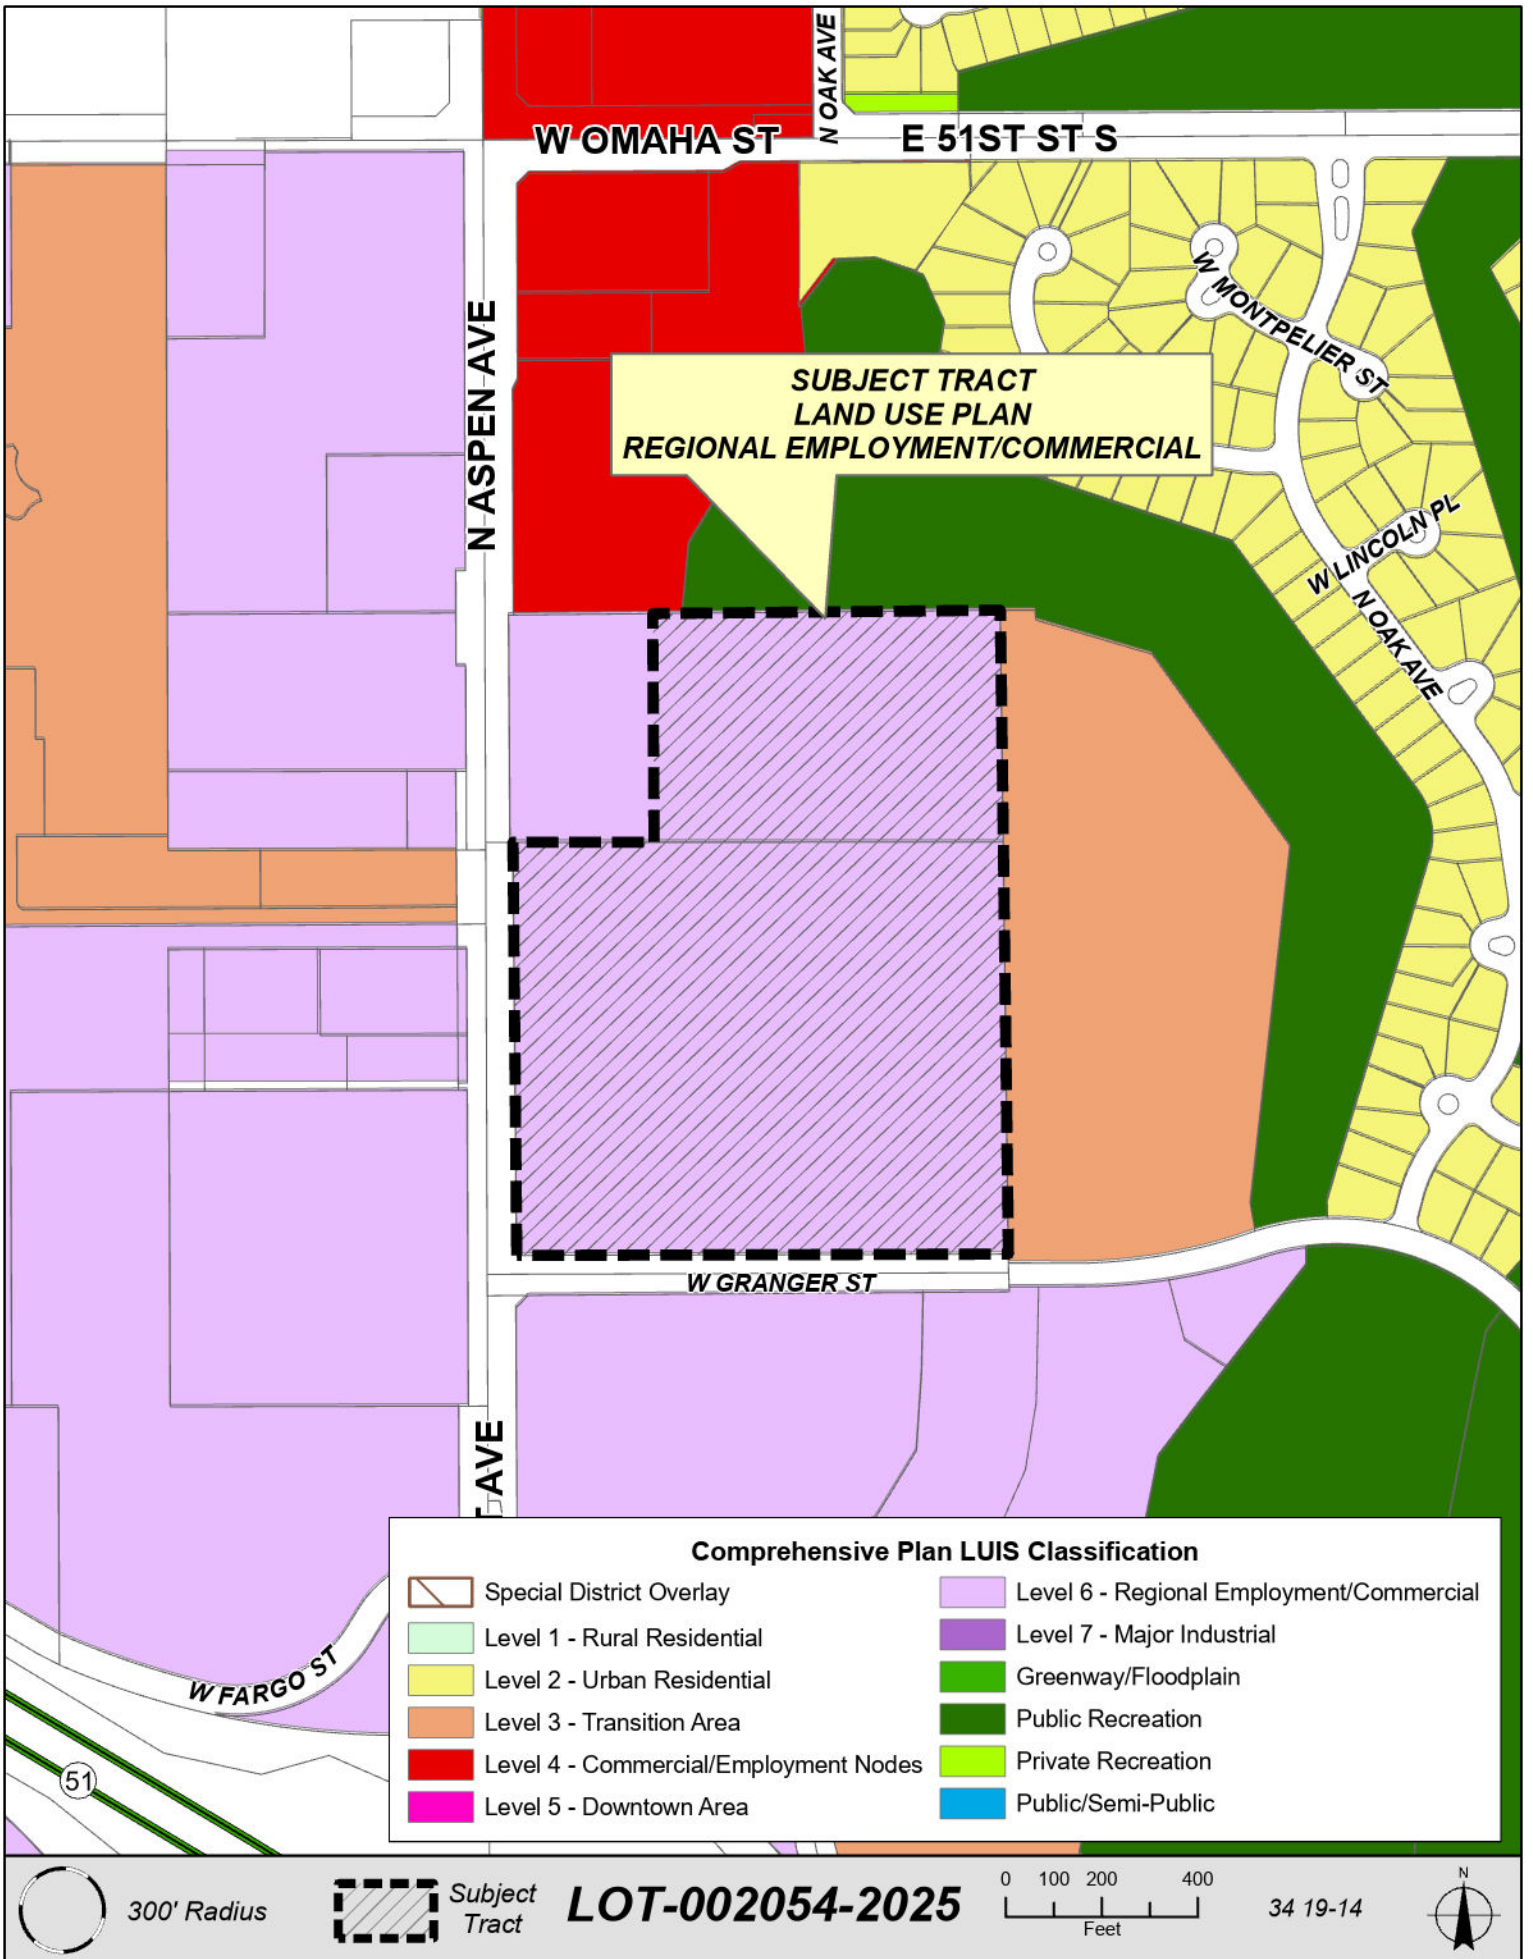 N OAK AVE
W OMAHA ST
E 51ST ST S
W MONTPELIER ST
N ASPEN AVE
SUBJECT TRACT
LAND USE PLAN
REGIONAL EMPLOYMENT/COMMERCIAL
W LINCOLN PL
N OAK AVE
W GRANGER ST
T AVE
W FARGO ST
51
Comprehensive Plan LUIS Classification
Special District Overlay
Level 1 - Rural Residential
Level 2 - Urban Residential
Level 3 - Transition Area
Level 4 - Commercial/Employment Nodes
Level 5 - Downtown Area
Level 6 - Regional Employment/Commercial
Level 7 - Major Industrial
Greenway/Floodplain
Public Recreation
Private Recreation
Public/Semi-Public
300' Radius
Subject
Tract
LOT-002054-2025
0 100 200 400
Feet
34 19-14
N